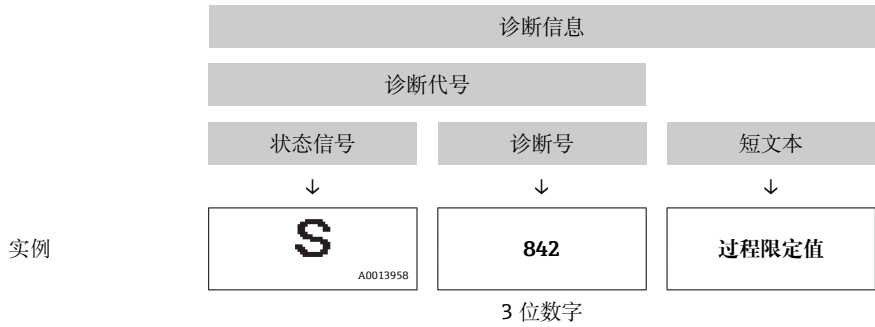 诊断信息
诊断代号
状态信号 诊断号 短文本
↓ ↓ ↓
实例 S 842 过程限定值
A0013958
3 位数字